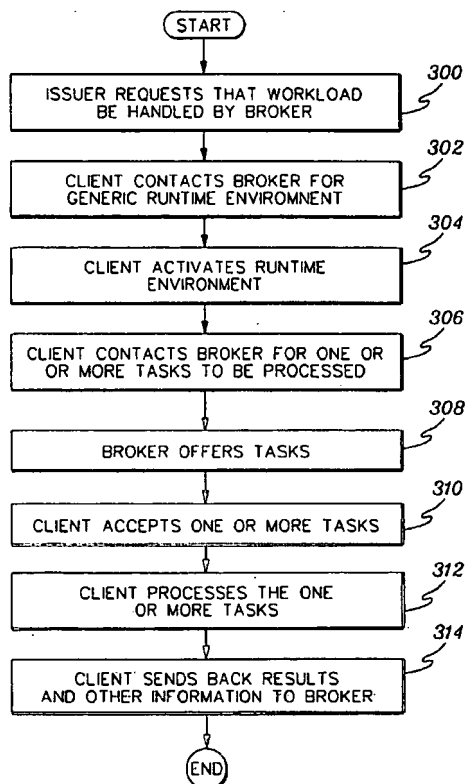 START
ISSUER REQUESTS THAT WORKLOAD
BE HANDLED BY BROKER
300
CLIENT CONTACTS BROKER FOR
GENERIC RUNTIME ENVIROMNENT
302
CLIENT ACTIVATES RUNTIME
ENVIRONMENT
304
CLIENT CONTACTS BROKER FOR ONE OR
OR MORE TASKS TO BE PROCESSED
306
BROKER OFFERS TASKS
308
CLIENT ACCEPTS ONE OR MORE TASKS
310
CLIENT PROCESSES THE ONE
OR MORE TASKS
312
CLIENT SENDS BACK RESULTS
AND OTHER INFORMATION TO BROKER
314
END